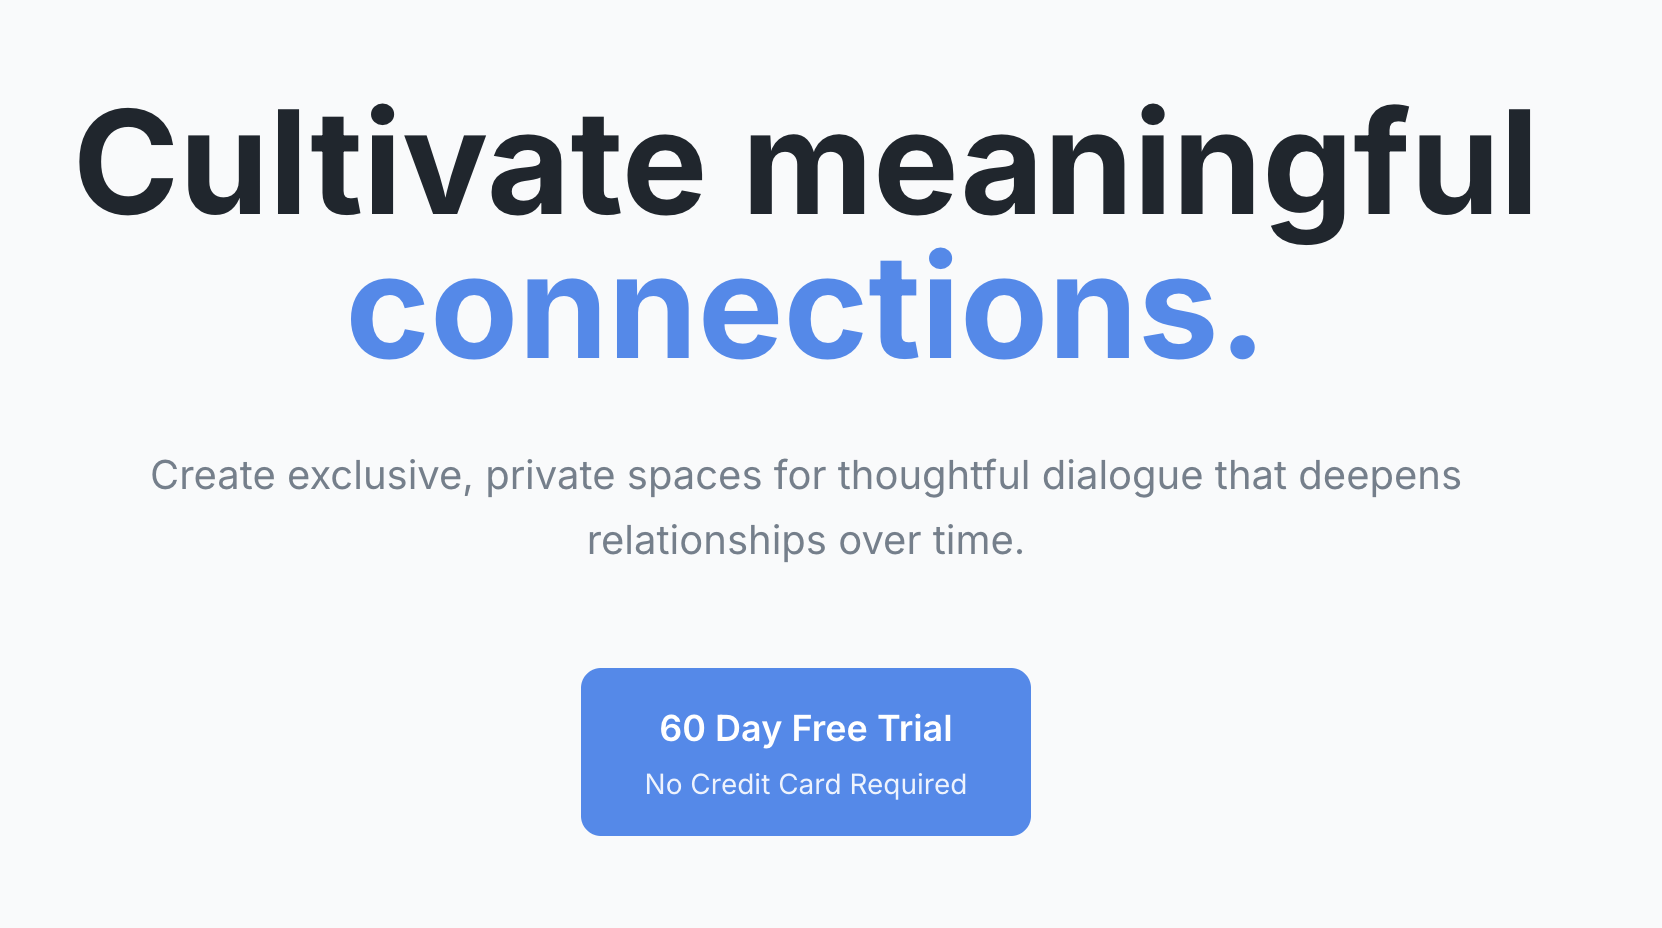 Cultivate meaningful
connections.
Create exclusive, private spaces for thoughtful dialogue that deepens
relationships over time.
60 Day Free Trial
No Credit Card Required